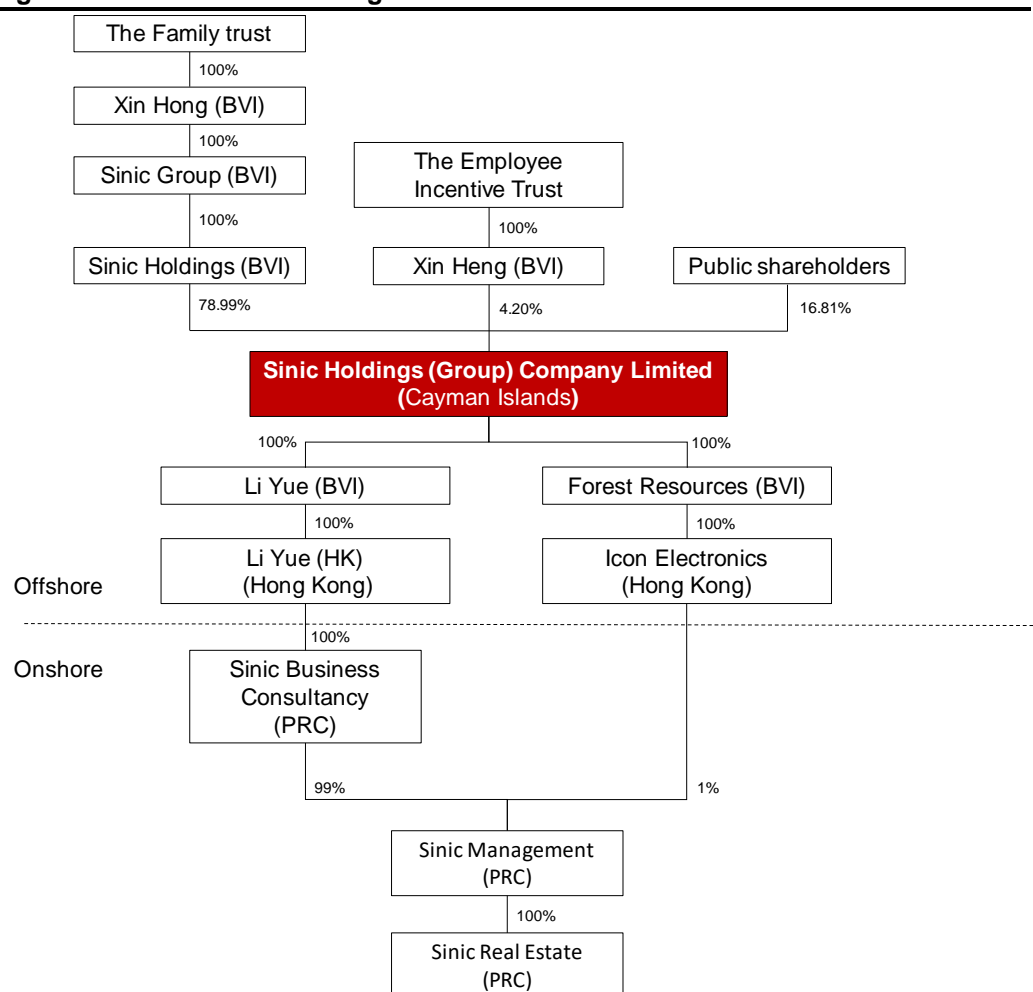 The Family trust
100%
Xin Hong (BVI)
100%
Sinic Group (BVI)
The Employee
Incentive Trust
100%
100%
Sinic Holdings (BVI)
Xin Heng (BVI)
Public shareholders
78.99%
4.20%
16.81%
Sinic Holdings (Group) Company Limited
(Cayman Islands)
100%
100%
Li Yue (BVI)
Forest Resources (BVI)
100%
100%
Li Yue (HK)
(Hong Kong)
Icon Electronics
(Hong Kong)
Offshore
100%
Onshore
Sinic Business
Consultancy
(PRC)
99%
1%
Sinic Management
(PRC)
100%
Sinic Real Estate
(PRC)